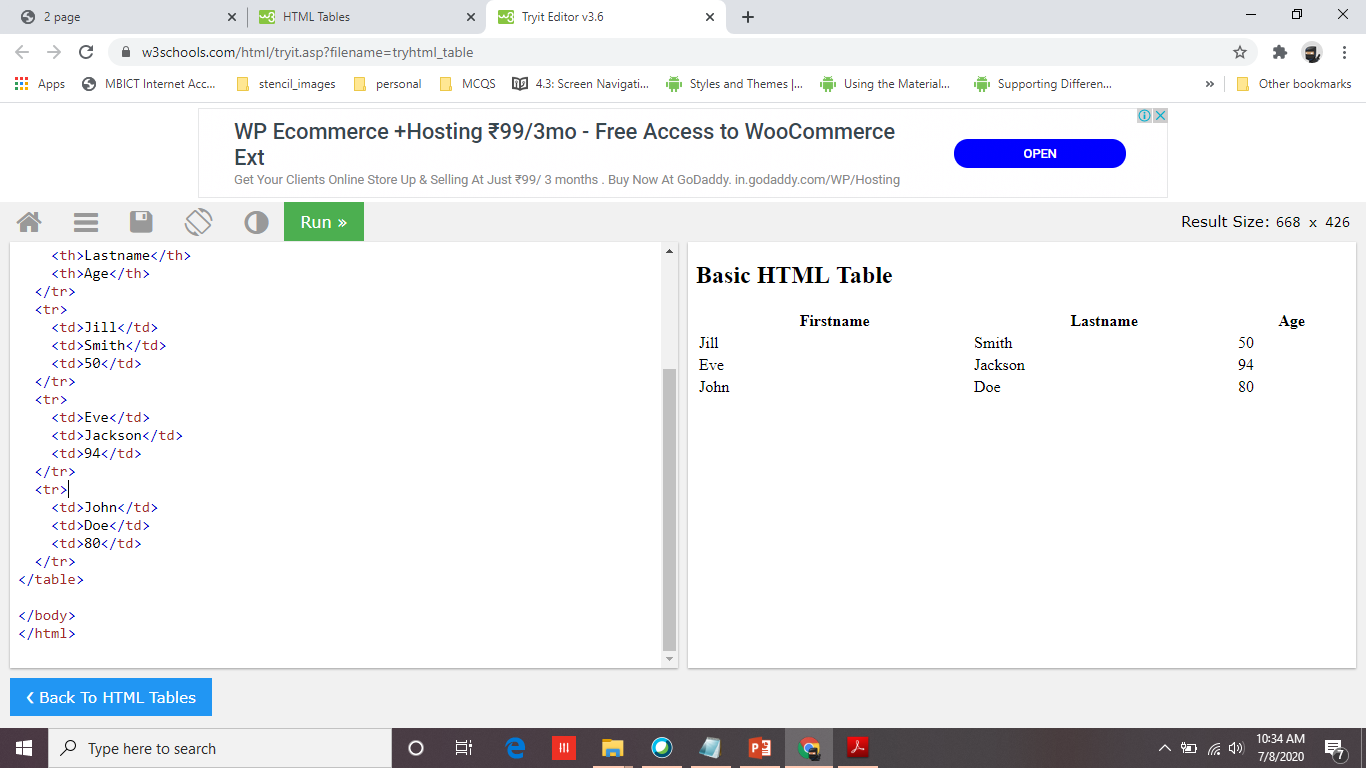 2 page
HTML Tables
Tryit Editor v3.6
w3schools.com/html/tryit.asp?filename=tryhtml_table
Apps
MBICT Internet Acc...
stencil_images
personal
MCQS
4.3: Screen Navigati...
Styles and Themes |...
Using the Material...
Supporting Differen...
»
Other bookmarks
WP Ecommerce +Hosting ₹99/3mo - Free Access to WooCommerce
Ext
Get Your Clients Online Store Up & Selling At Just ₹99/ 3 months . Buy Now At GoDaddy. in.godaddy.com/WP/Hosting
OPEN
Run »
Result Size: 668 x 426
<th>Lastname</th>
<th>Age</th>
</tr>
<tr>
<td>Jill</td>
<td>Smith</td>
<td>50</td>
</tr>
<tr>
<td>Eve</td>
<td>Jackson</td>
<td>94</td>
</tr>
<tr>
<td>John</td>
<td>Doe</td>
<td>80</td>
</tr>
</table>
</body>
</html>
Basic HTML Table
Firstname Lastname Age
Jill Smith 50
Eve Jackson 94
John Doe 80
❮ Back To HTML Tables
Type here to search
10:34 AM
7/8/2020
7